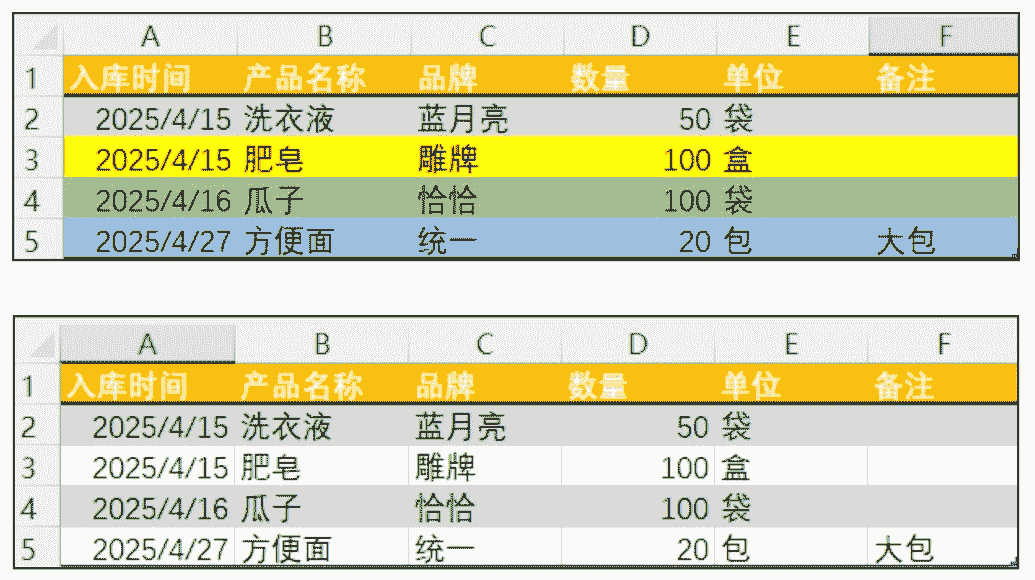 A B C D E F
1 入库时间 产品名称 品牌 数量 单位 备注
2 2025/4/15 洗衣液 蓝月亮 50 袋
3 2025/4/15 肥皂 雕牌 100 盒
4 2025/4/16 瓜子 恰恰 100 袋
5 2025/4/27 方便面 统一 20 包 大包
A B C D E F
1 入库时间 产品名称 品牌 数量 单位 备注
2 2025/4/15 洗衣液 蓝月亮 50 袋
3 2025/4/15 肥皂 雕牌 100 盒
4 2025/4/16 瓜子 恰恰 100 袋
5 2025/4/27 方便面 统一 20 包 大包